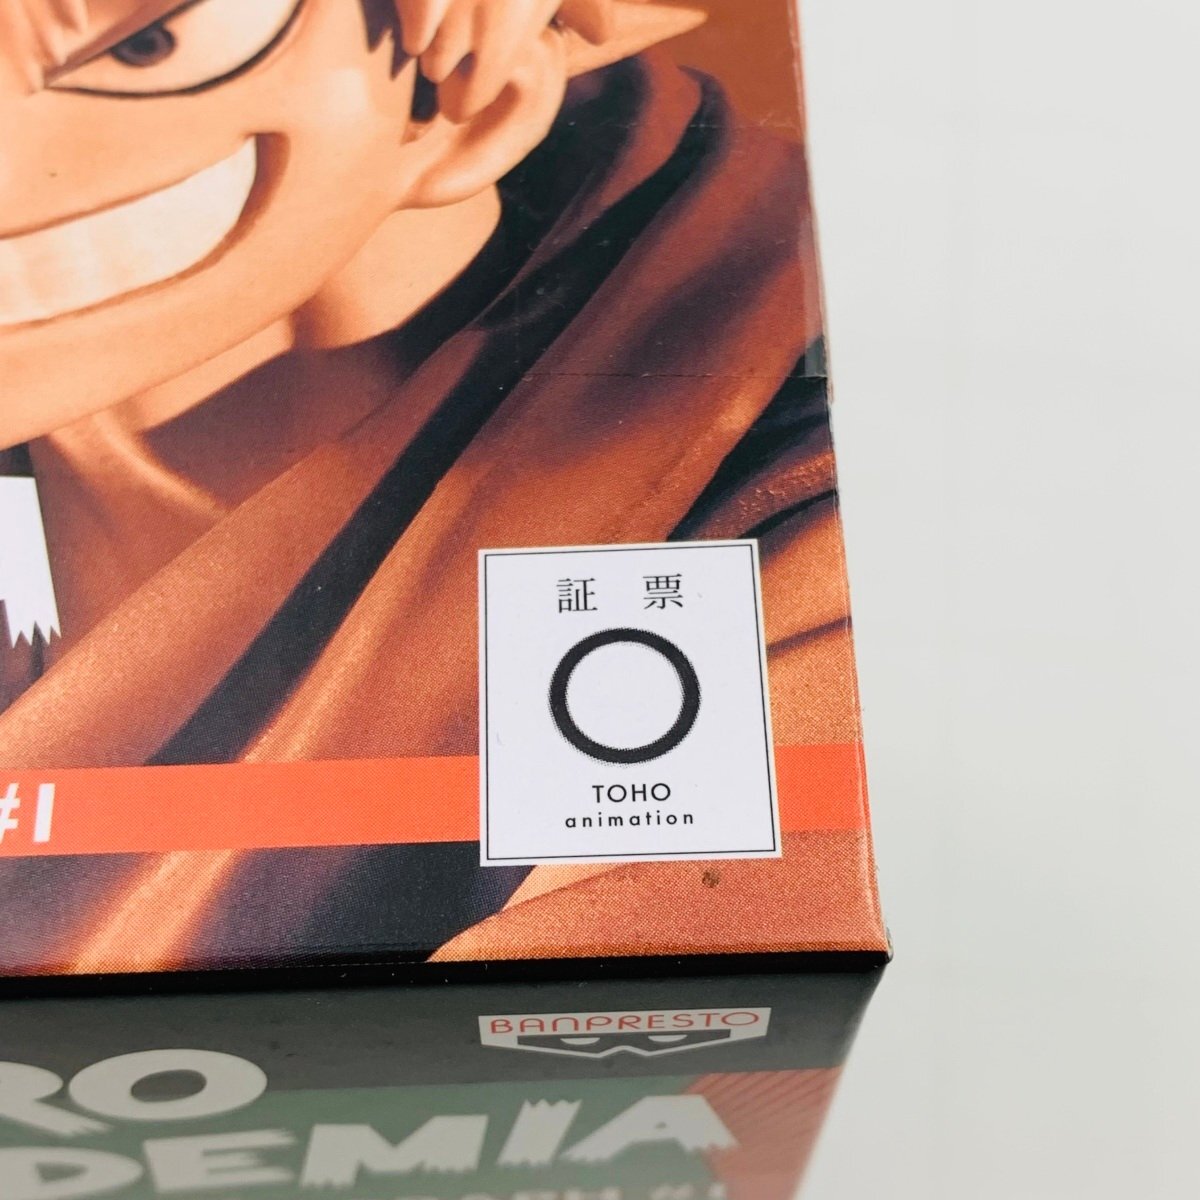 #1
証 票
TOHO
animation
BANPRESTO
RO
DEMIA